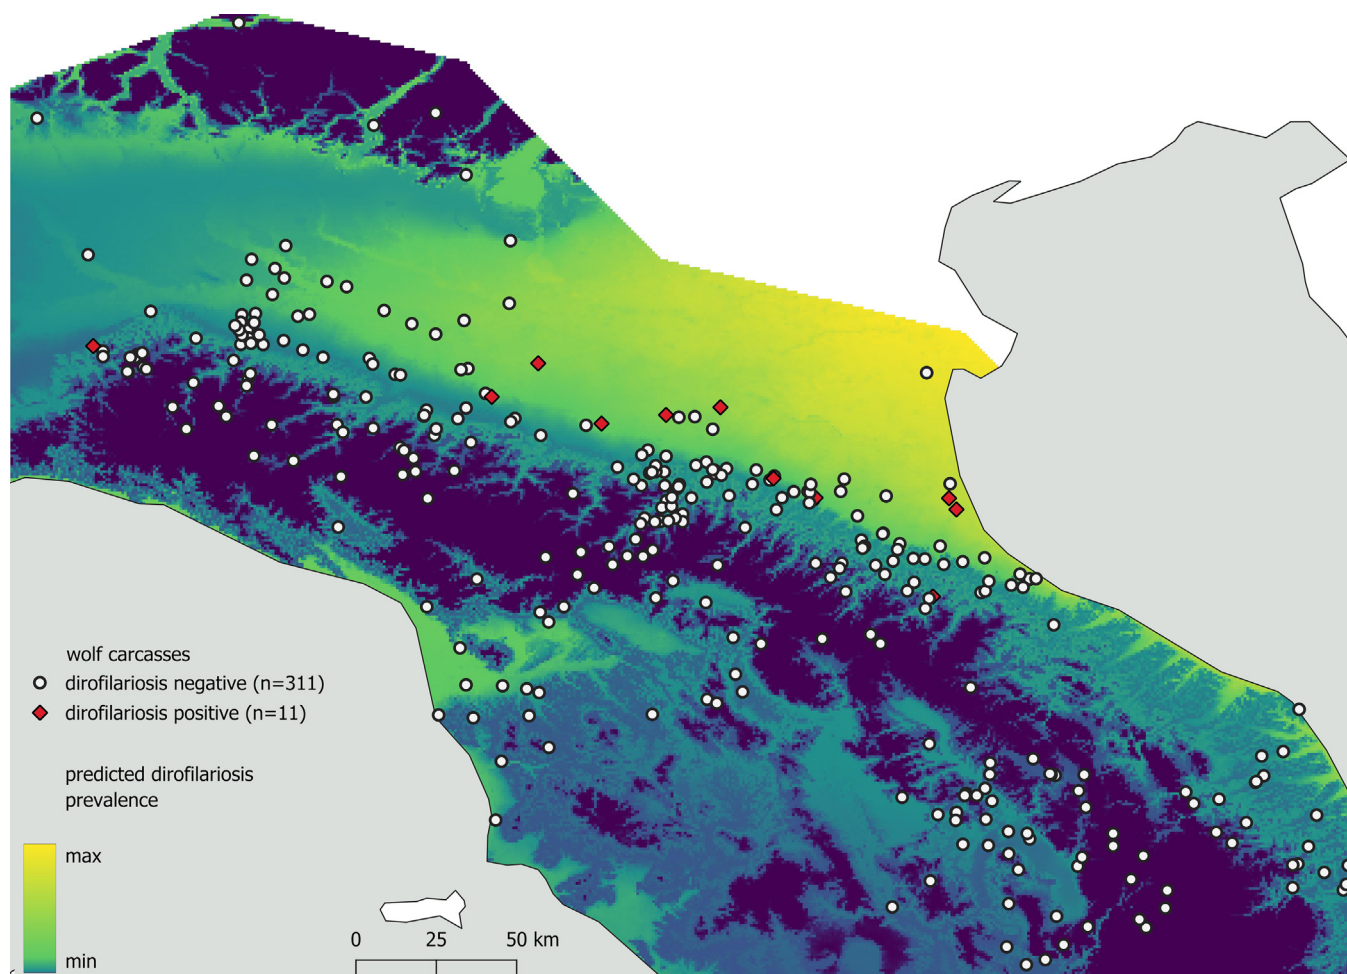 wolf carcasses
dirofilariosis negative (n=311)
dirofilariosis positive (n=11)
predicted dirofilariosis
prevalence
max
min
0 25 50 km